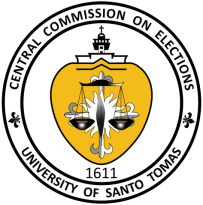 CENTRAL COMMISSION ON ELECTIONS
1611
UNIVERSITY OF SANTO TOMAS